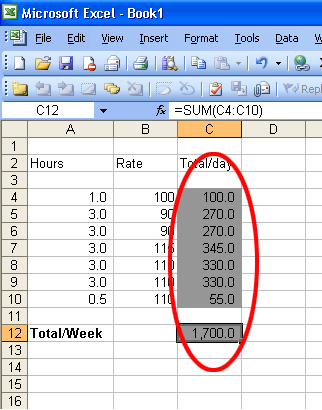 Microsoft Excel - Book1
File Edit View Insert Format Tools Data
C12 fx =SUM(C4:C10)
A B C D
1
2 Hours Rate Total/day
3
4 1.0 100 100.0
5 3.0 90 270.0
6 3.0 90 270.0
7 3.0 115 345.0
8 3.0 110 330.0
9 3.0 110 330.0
10 0.5 110 55.0
11
12 Total/Week 1,700.0
13
14
15
16